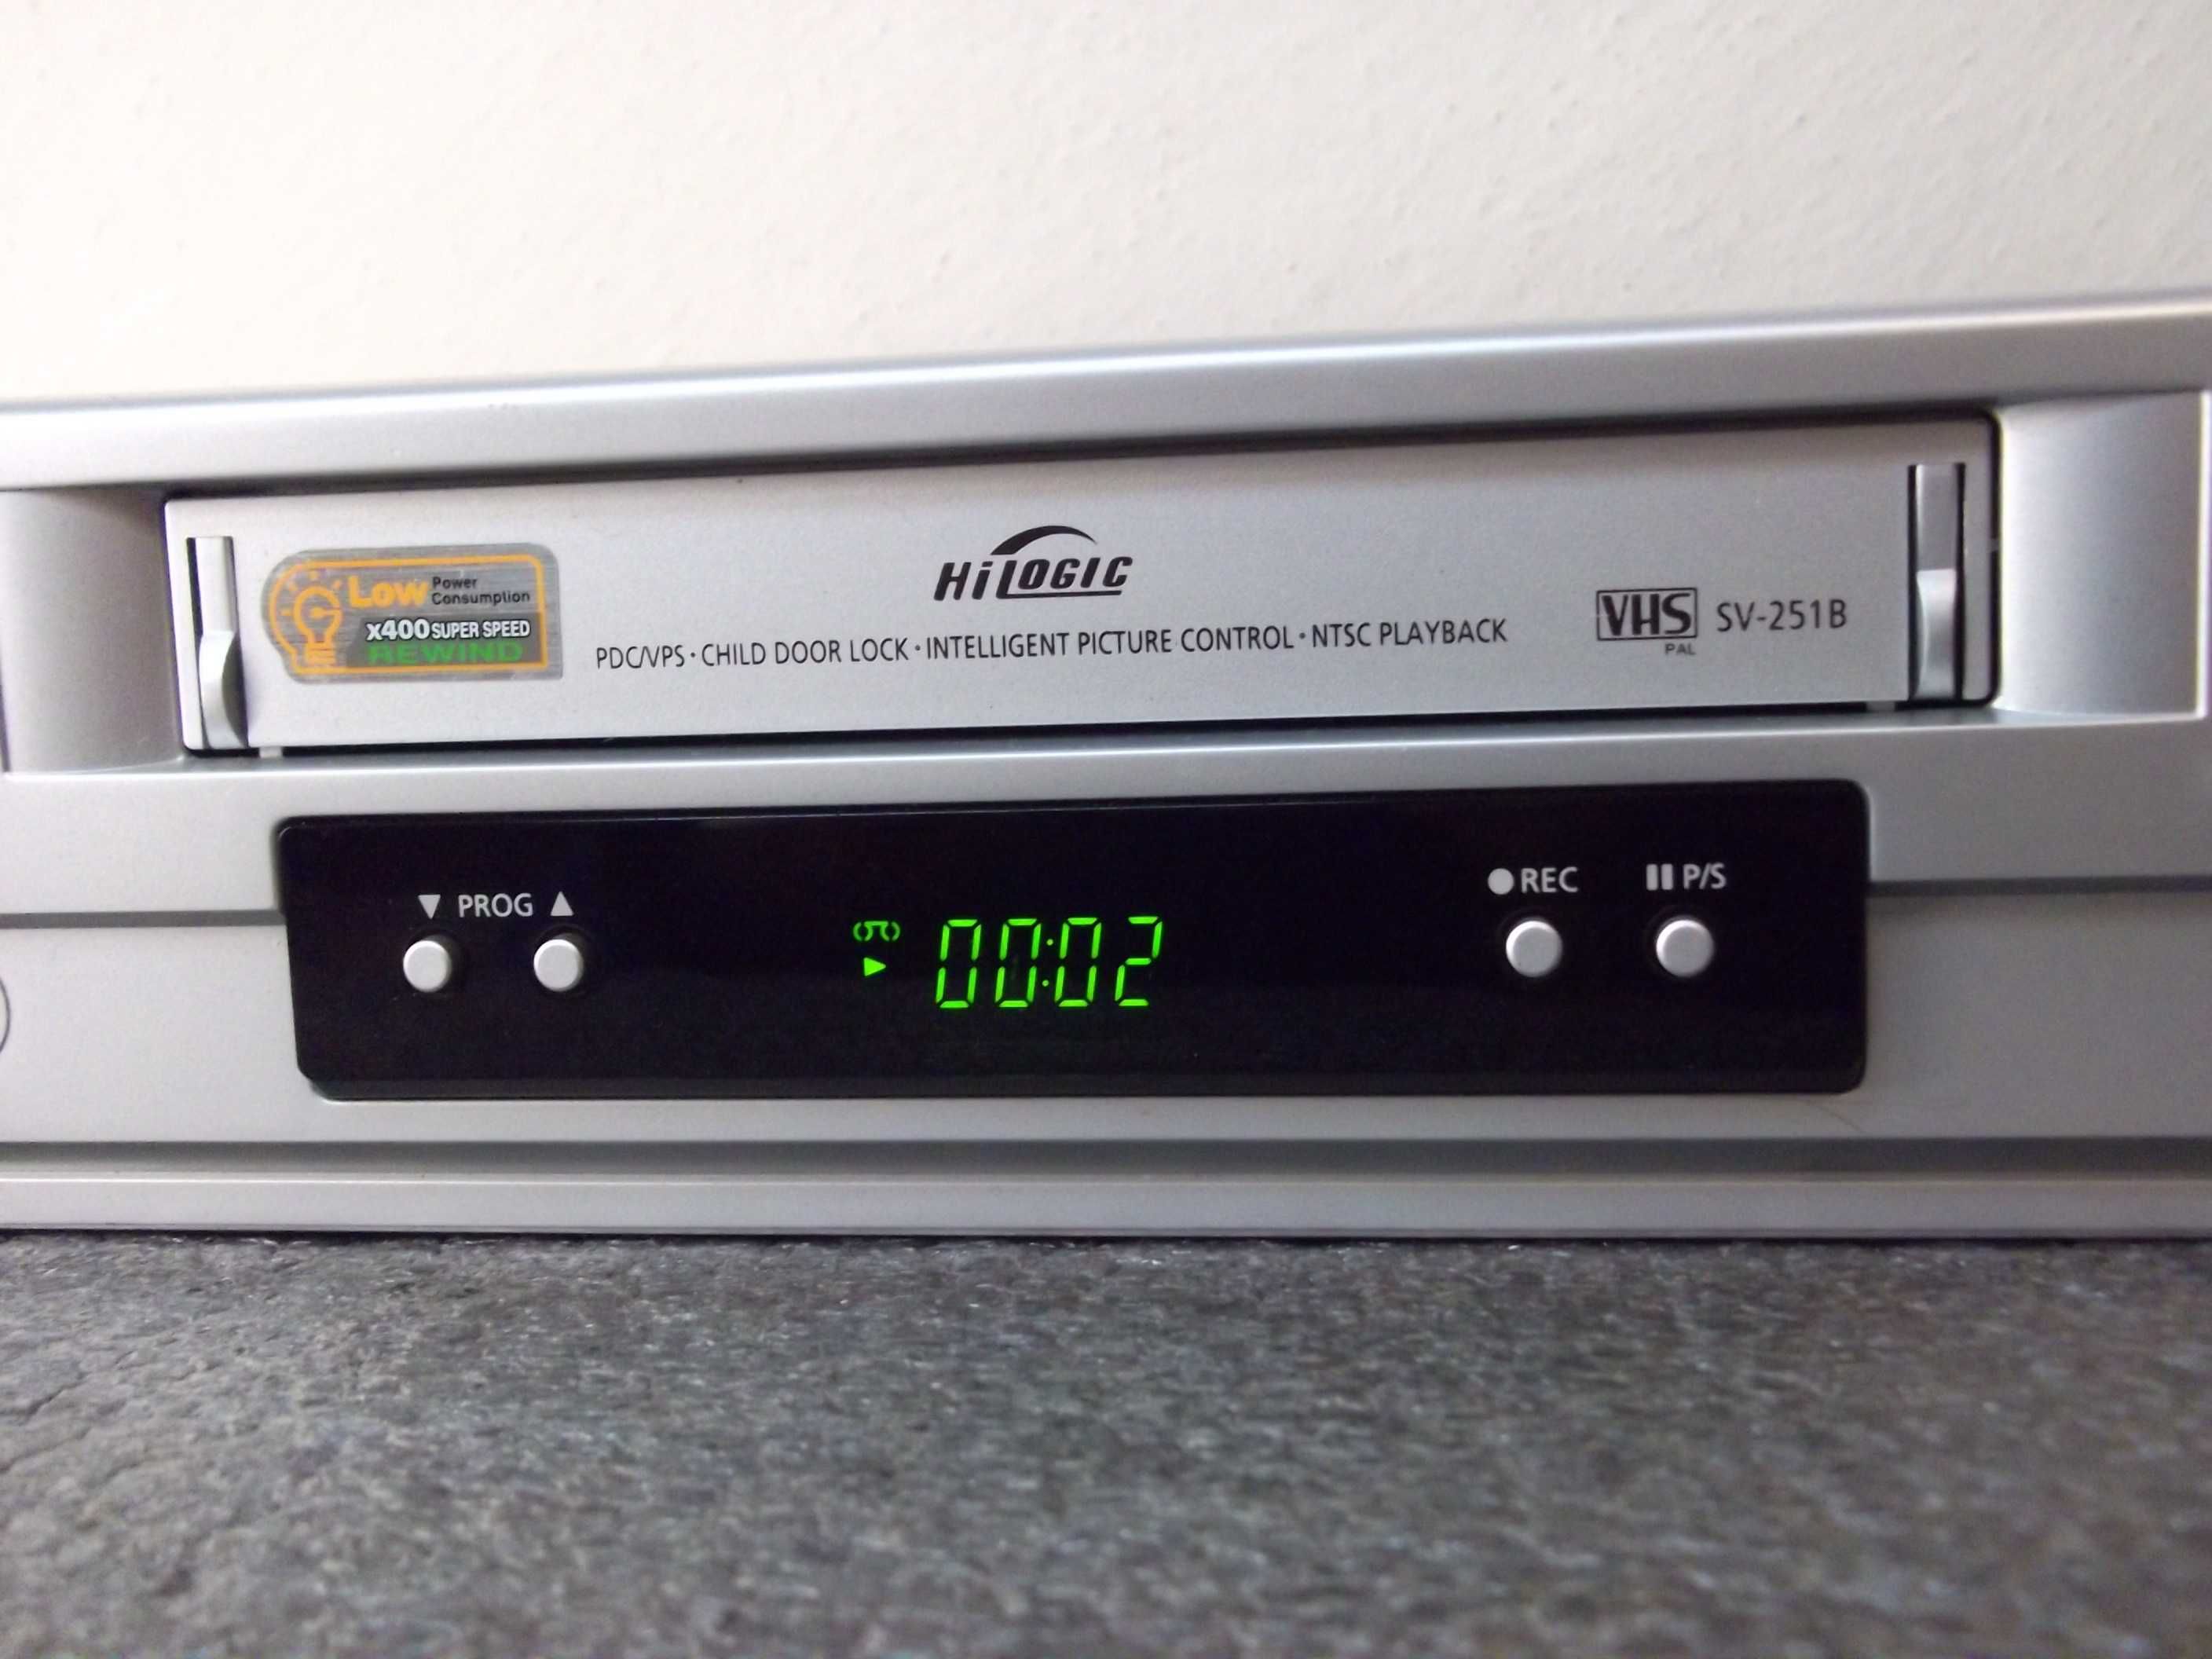 Low Power Consumption
x400 SUPER SPEED
REWIND
HiLOGIC
PDC/VPS • CHILD DOOR LOCK • INTELLIGENT PICTURE CONTROL • NTSC PLAYBACK
VHS SV-251B
PAL
▼ PROG ▲
00:02
● REC
P/S